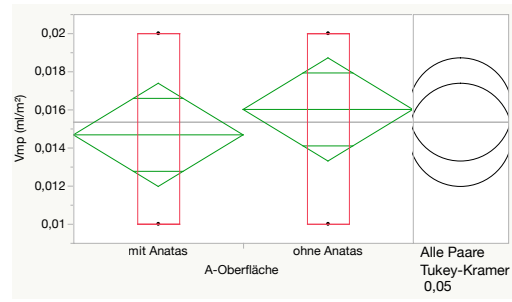 0,02
0,018
0,016
0,014
0,012
0,01
Vmp (ml/m²)
mit Anatas
ohne Anatas
A-Oberfläche
Alle Paare
Tukey-Kramer
0,05